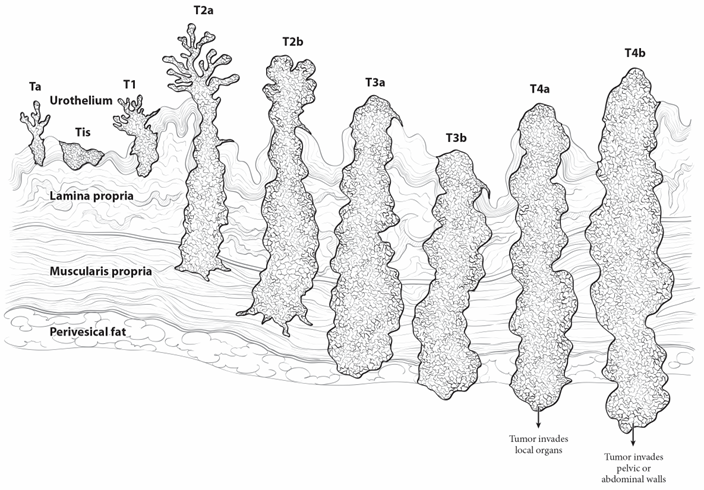 T2a
T2b
T4b
Ta
Urothelium
T1
T3a
T4a
Tis
T3b
Lamina propria
Muscularis propria
Perivesical fat
Tumor invades
local organs
Tumor invades
pelvic or
abdominal walls